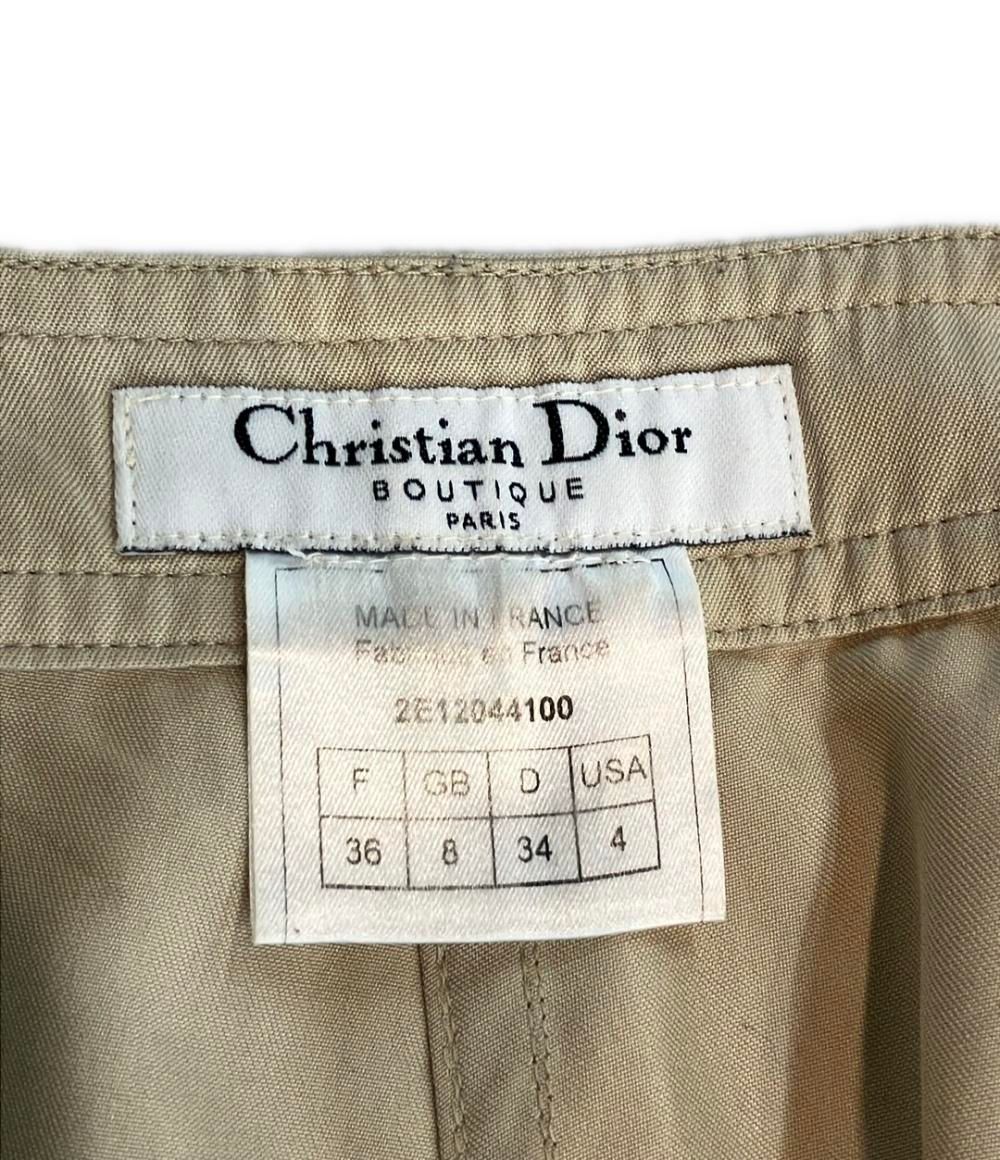 Christian Dior
BOUTIQUE
PARIS
MADE IN FRANCE
Fabriqué en France
2E12044100
F GB D USA
36 8 34 4